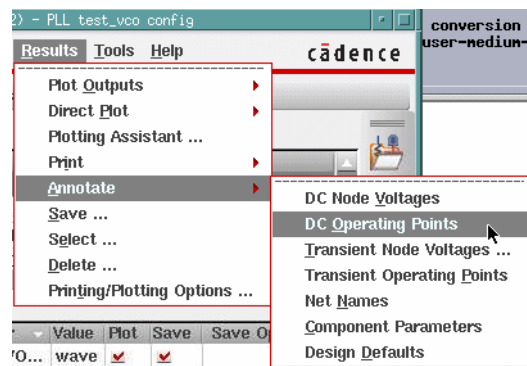 2) - PLL test_vco config
conversion
user-medium-
Results Tools Help
cādence
Plot Outputs
Direct Plot
Plotting Assistant ...
Print
Annotate
Save ...
Select ...
Delete ...
Printing/Plotting Options ...
DC Node Voltages
DC Operating Points
Transient Node Voltages ...
Transient Operating Points
Net Names
Component Parameters
Design Defaults
Value Plot Save Save Op
/O... wave